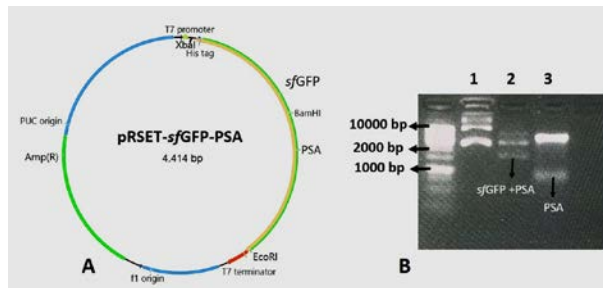 T7 promoter
XbaI
His tag
sfGFP
BamHI
PUC origin
pRSET-sfGFP-PSA
PSA
Amp(R)
4.414 bp
EcoRI
A
T7 terminator
f1 origin
1 2 3
10000 bp
2000 bp
1000 bp
sfGFP +PSA
PSA
B